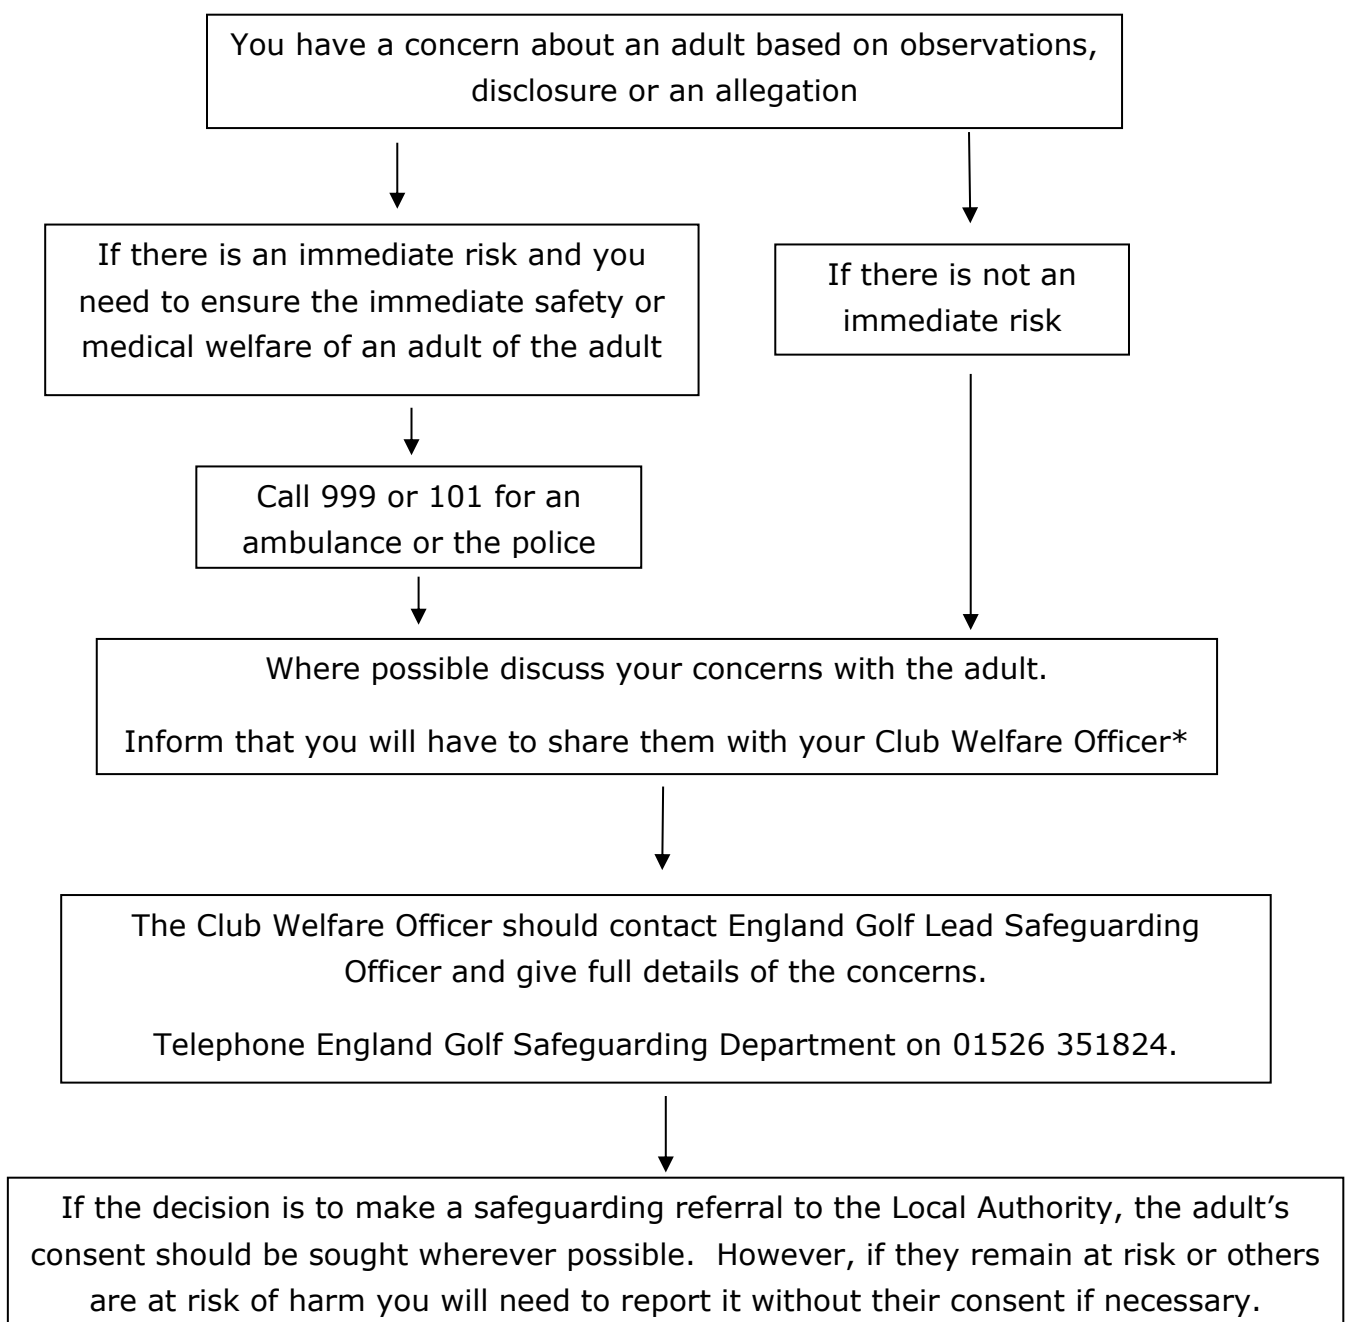 You have a concern about an adult based on observations,
disclosure or an allegation
If there is an immediate risk and you
need to ensure the immediate safety or
medical welfare of an adult of the adult
If there is not an
immediate risk
Call 999 or 101 for an
ambulance or the police
Where possible discuss your concerns with the adult.
Inform that you will have to share them with your Club Welfare Officer*
The Club Welfare Officer should contact England Golf Lead Safeguarding
Officer and give full details of the concerns.
Telephone England Golf Safeguarding Department on 01526 351824.
If the decision is to make a safeguarding referral to the Local Authority, the adult’s
consent should be sought wherever possible.  However, if they remain at risk or others
are at risk of harm you will need to report it without their consent if necessary.